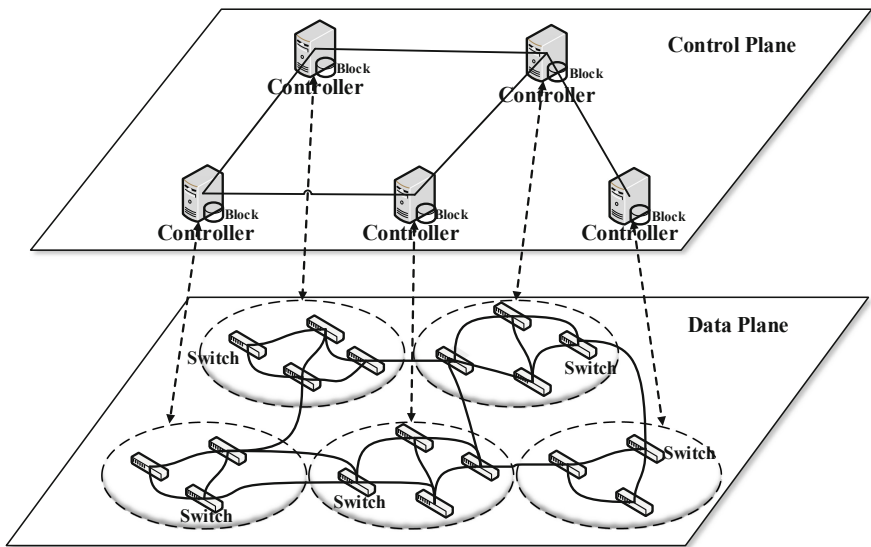 Control Plane
Block
Controller
Block
Controller
Block
Controller
Block
Controller
Block
Controller
Data Plane
Switch
Switch
Switch
Switch
Switch